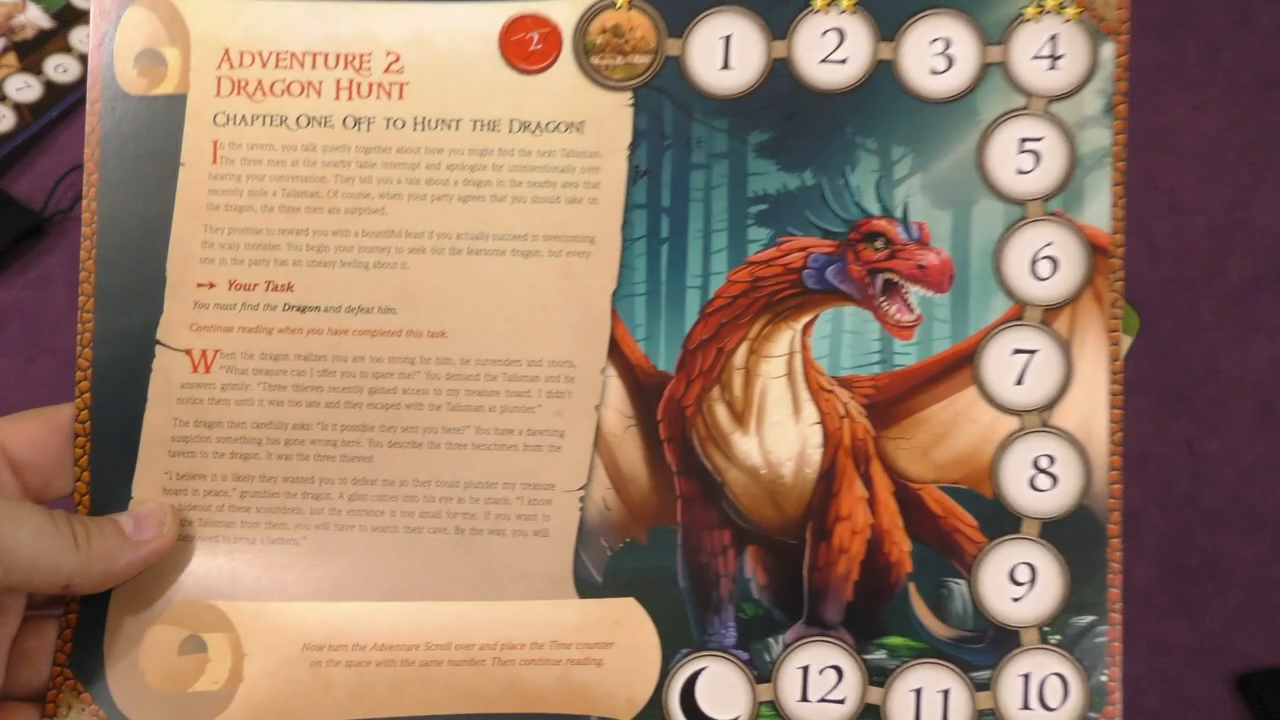 2
ADVENTURE 2
DRAGON HUNT
CHAPTER ONE, OFF TO HUNT THE DRAGON!
In the tavern, you talk quietly together about how you might find the next Talisman.
The three men at the nearby table interrupt and apologize for unintentionally over
hearing your conversation. They tell you a tale about a dragon in the nearby area that
recently stole a Talisman. Of course, when your party agrees that you should take on
the dragon, the three men are surprised.
They promise to reward you with a bountiful feast if you actually succeed in overcoming
the scary monster. You begin your journey to seek out the fearsome dragon, but every
one in the party has an uneasy feeling about it.
Your Task
You must find the Dragon and defeat him.
Continue reading when you have completed this task.
When the dragon realizes you are too strong for him, he surrenders and snorts,
"What treasure can I offer you to spare me?" You demand the Talisman and he
answers grimly: "Three thieves recently gained access to my treasure hoard. I didn't
notice them until it was too late and they escaped with the Talisman as plunder."
The dragon then carefully asks: "Is it possible they sent you here?" You have a dawning
suspicion something has gone wrong here. You describe the three henchmen from the
tavern to the dragon. It was the three thieves!
"I believe it is likely they wanted you to defeat me so they could plunder my treasure
hoard in peace," grumbles the dragon. A glint comes into his eye as he snarls, "I know
hideout of these scoundrels, but the entrance is too small for me. If you want to
the Talisman from them, you will have to search their cave. By the way, you will
need to bring a lantern."
Now turn the Adventure Scroll over and place the Time counter
on the space with the same number. Then continue reading.
1
2
3
4
5
6
7
8
9
10
11
12
6
7